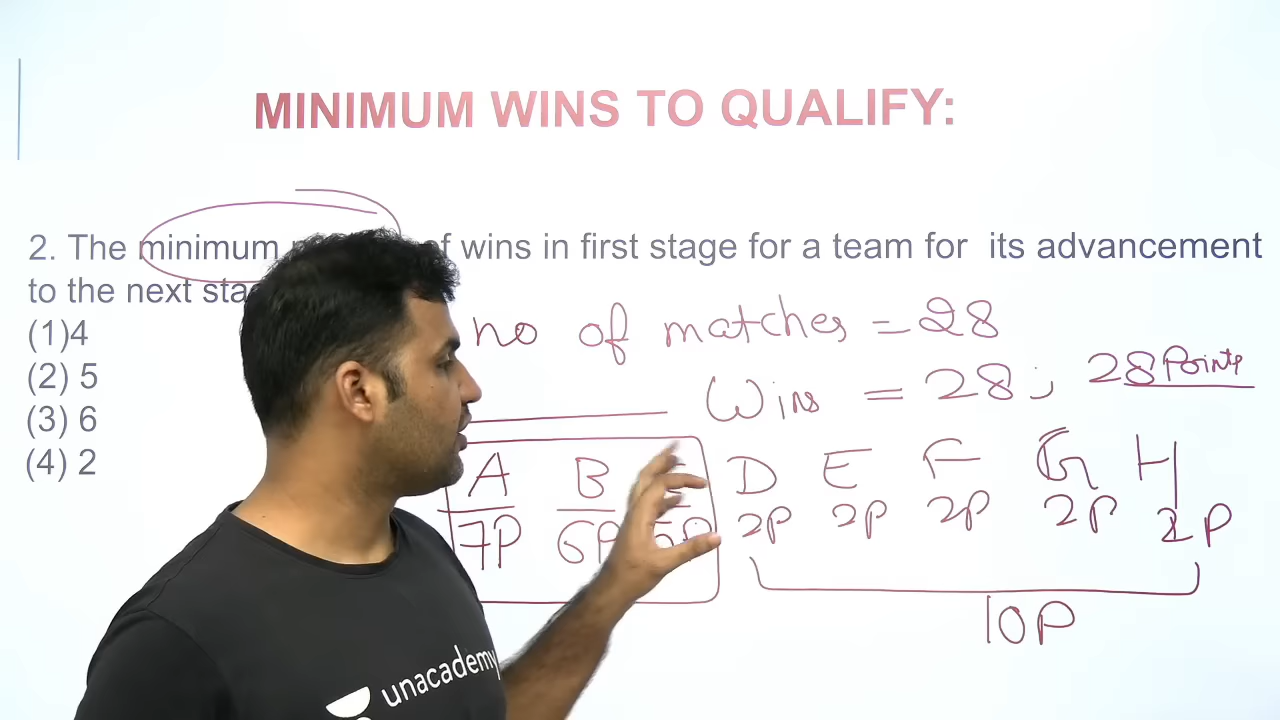 MINIMUM WINS TO QUALIFY:
2. The minimum of wins in first stage for a team for its advancement
to the next
(1)4
(2) 5
(3) 6
(4) 2
no of matches = 28
Wins = 28 ; 28 Points
A B D E F G H
7P 6P 2P 2P 2P 2P 2P
10P
unacademy